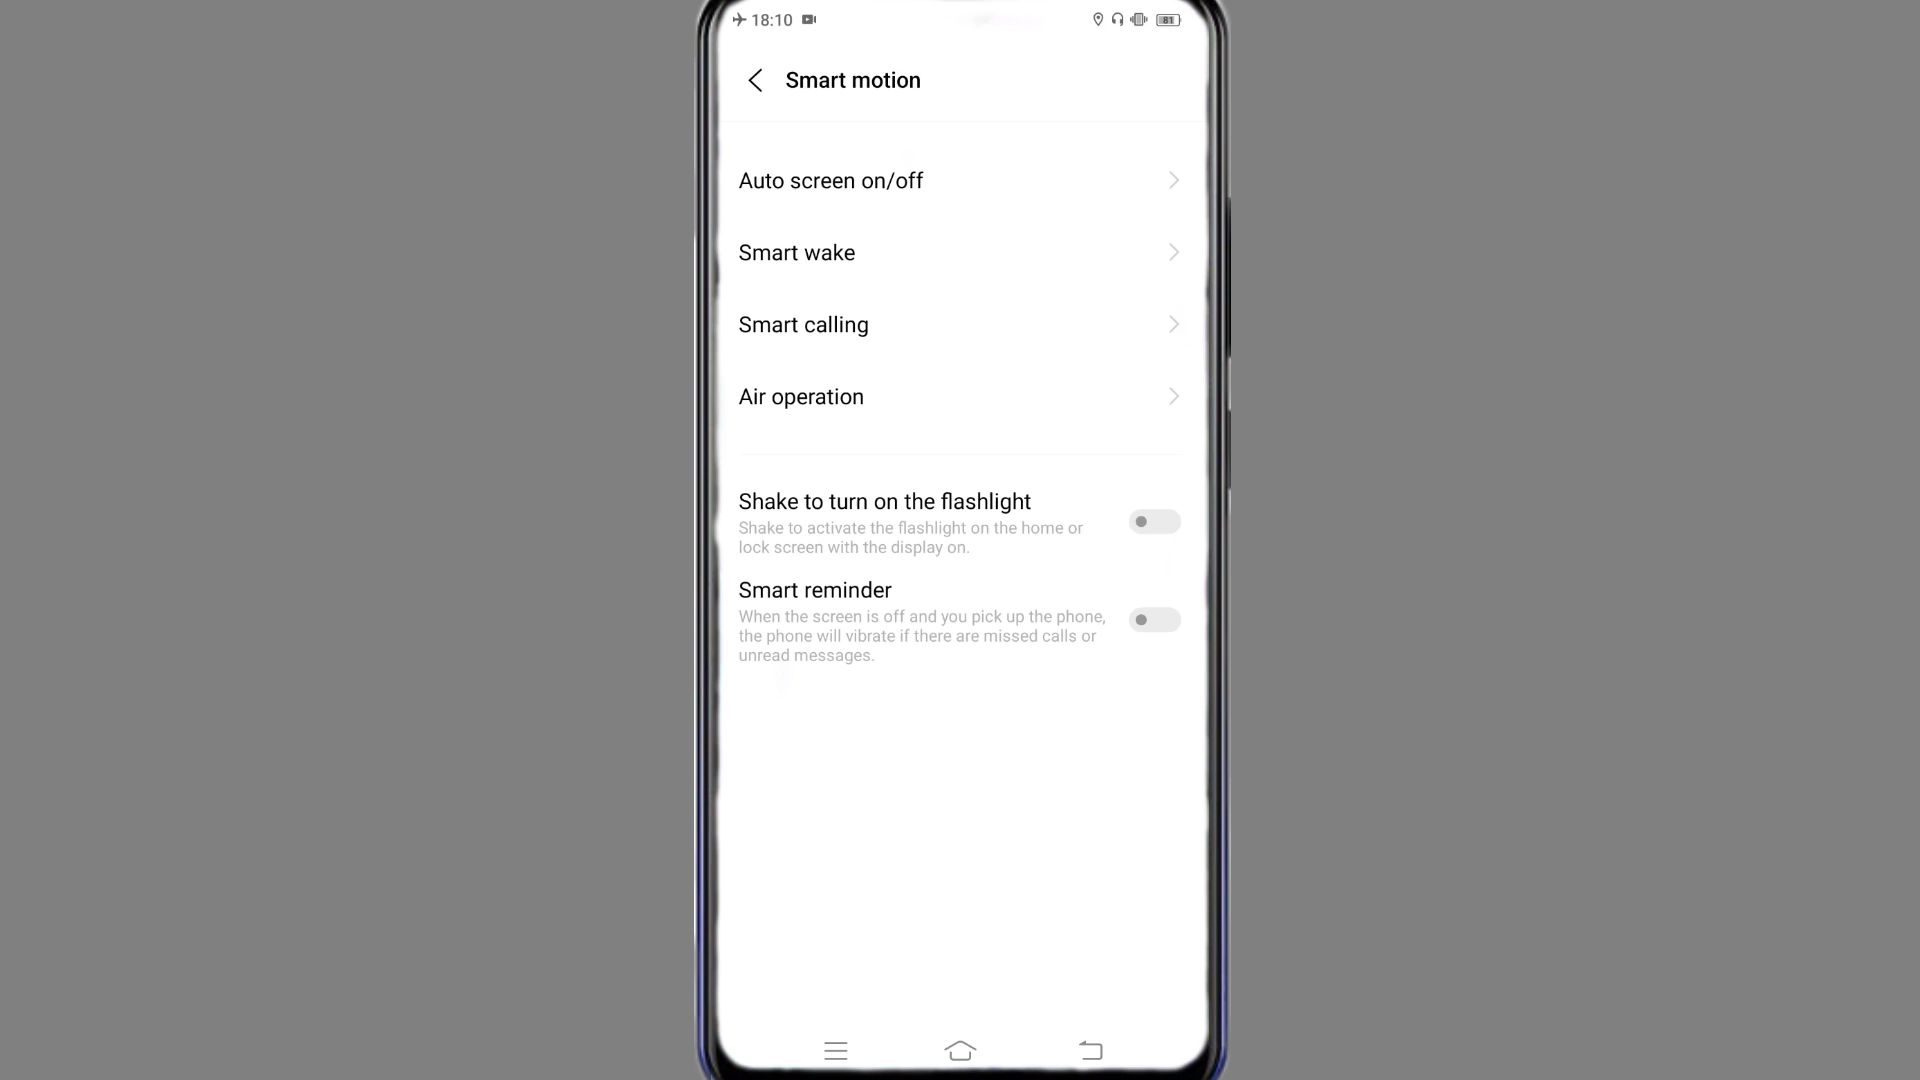 18:10 81
Smart motion
Auto screen on/off
Smart wake
Smart calling
Air operation
Shake to turn on the flashlight
Shake to activate the flashlight on the home or
lock screen with the display on.
Smart reminder
When the screen is off and you pick up the phone,
the phone will vibrate if there are missed calls or
unread messages.